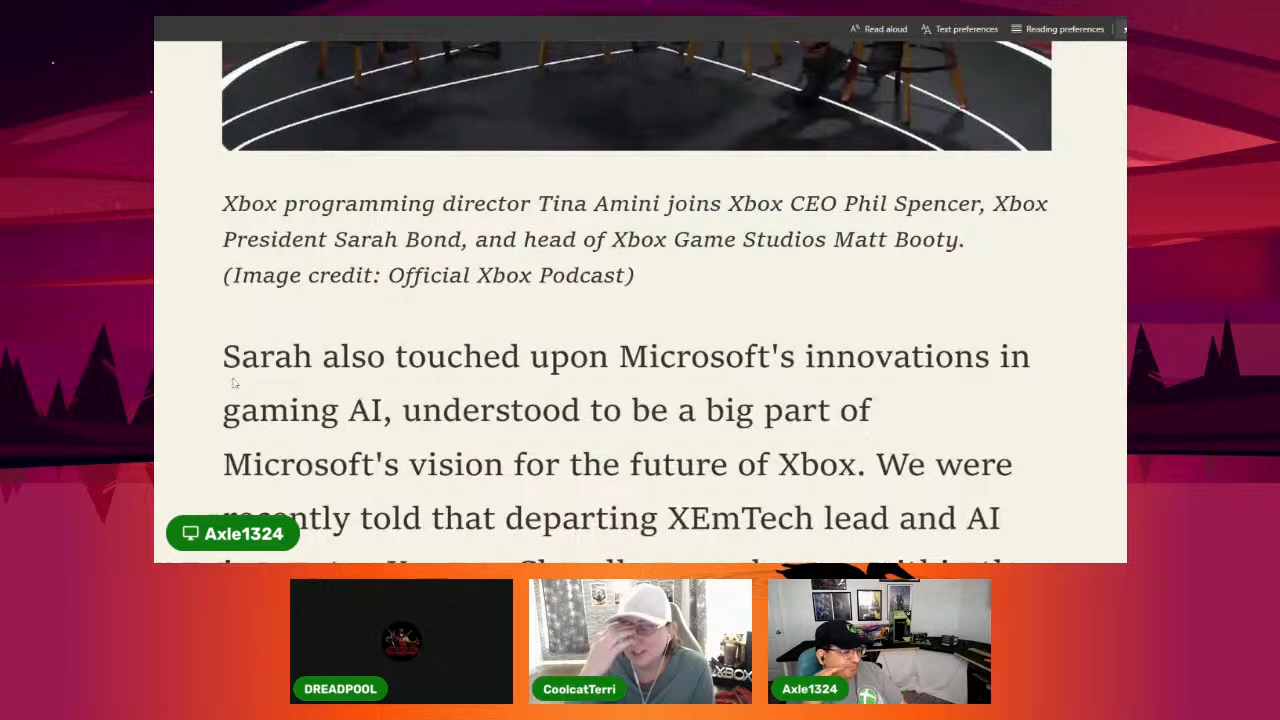 Read aloud Text preferences Reading preferences
Xbox programming director Tina Amini joins Xbox CEO Phil Spencer, Xbox
President Sarah Bond, and head of Xbox Game Studios Matt Booty.
(Image credit: Official Xbox Podcast)
Sarah also touched upon Microsoft's innovations in
gaming AI, understood to be a big part of
Microsoft's vision for the future of Xbox. We were
recently told that departing XEmTech lead and AI
Axle1324
XBOX
DREADPOOL
CoolcatTerri
Axle1324